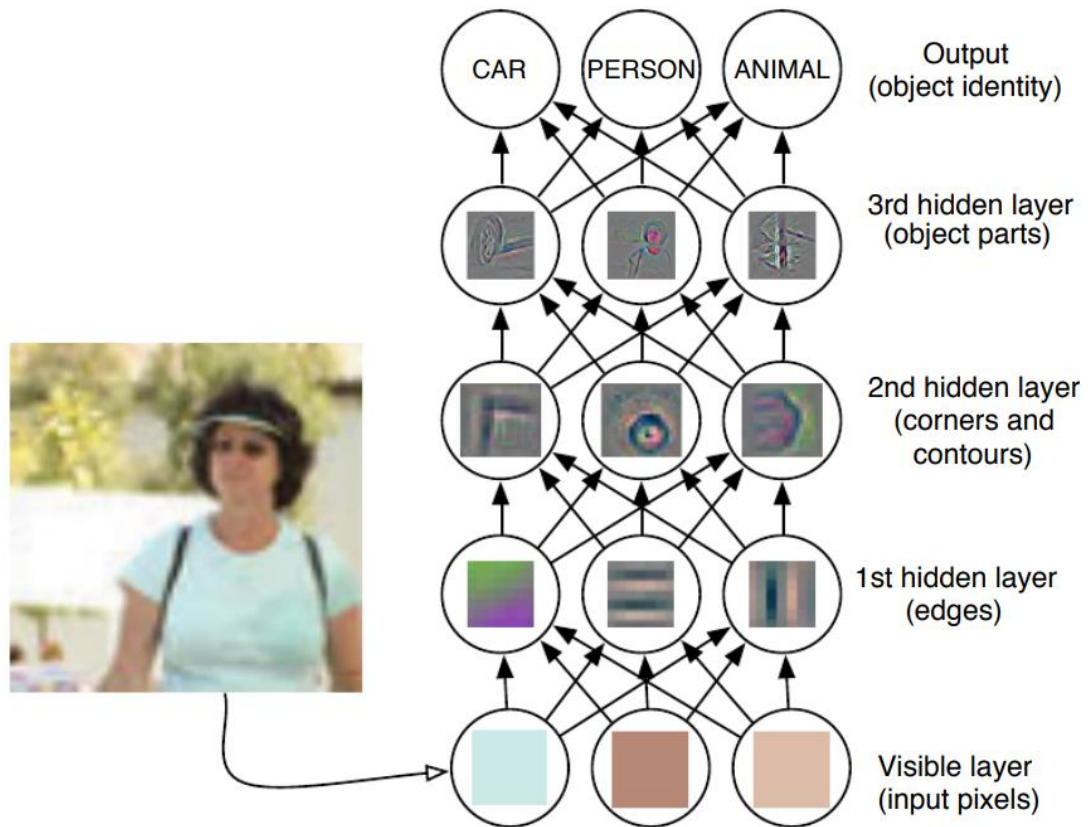 CAR
PERSON
ANIMAL
Output
(object identity)
3rd hidden layer
(object parts)
2nd hidden layer
(corners and
contours)
1st hidden layer
(edges)
Visible layer
(input pixels)